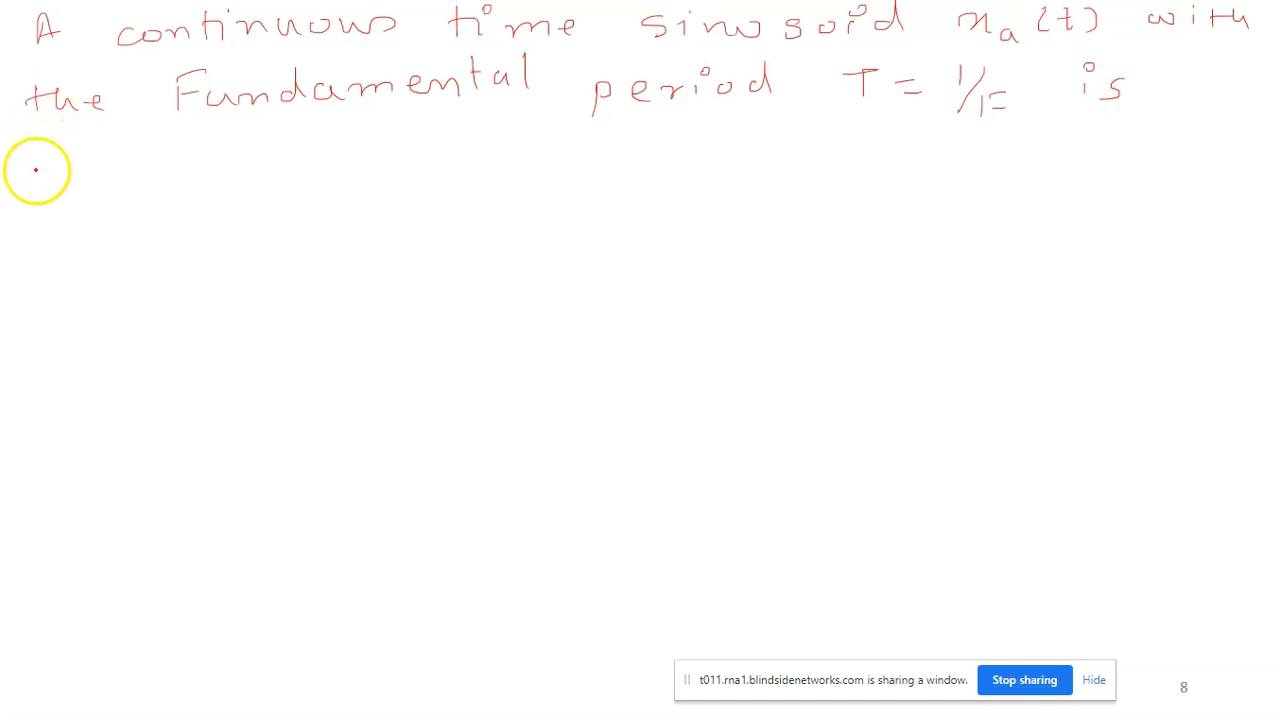 A continuous time sinusoid xa(t) with
the Fundamental period T = 1/F is
t011.rna1.blindsidenetworks.com is sharing a window. Stop sharing Hide
8